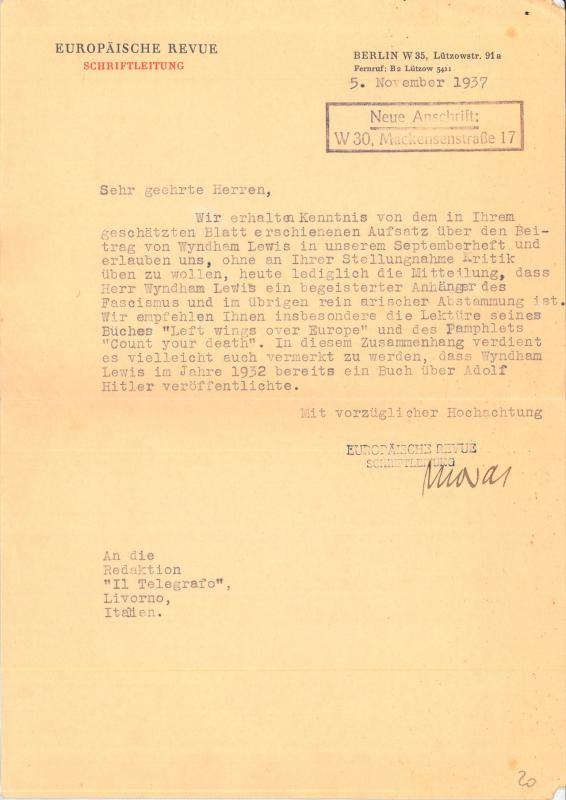 EUROPÄISCHE REVUE
SCHRIFTLEITUNG
BERLIN W 35, Lützowstr. 91a
Fernruf: B2 Lützow 5411
5. November 1937
Neue Anschrift:
W 30, Mackensenstraße 17
Sehr geehrte Herren,
Wir erhalten Kenntnis von dem in Ihrem
geschätzten Blatt erschienenen Aufsatz über den Bei-
trag von Wyndham Lewis in unserem Septemberheft und
erlauben uns, ohne an Ihrer Stellungnahme Kritik
üben zu wollen, heute lediglich die Mitteilung, dass
Herr Wyndham Lewis ein begeisterter Anhänger des
Fascismus und im übrigen rein arischer Abstammung ist.
Wir empfehlen Ihnen insbesondere die Lektüre seines
Buches "Left wings over Europe" und des Pamphlets
"Count your death". In diesem Zusammenhang verdient
es vielleicht auch vermerkt zu werden, dass Wyndham
Lewis im Jahre 1932 bereits ein Buch über Adolf
Hitler veröffentlichte.
Mit vorzüglicher Hochachtung
EUROPÄISCHE REVUE
SCHRIFTLEITUNG
An die
Redaktion
"Il Telegrafo",
Livorno,
Italien.
20